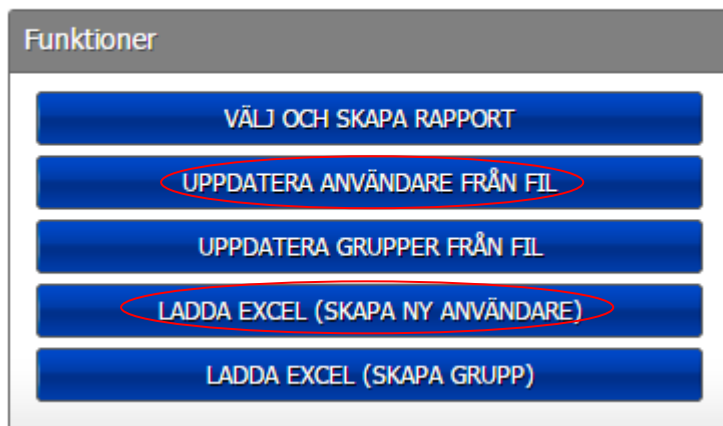 Funktioner
VÄLJ OCH SKAPA RAPPORT
UPPDATERA ANVÄNDARE FRÅN FIL
UPPDATERA GRUPPER FRÅN FIL
LADDA EXCEL (SKAPA NY ANVÄNDARE)
LADDA EXCEL (SKAPA GRUPP)